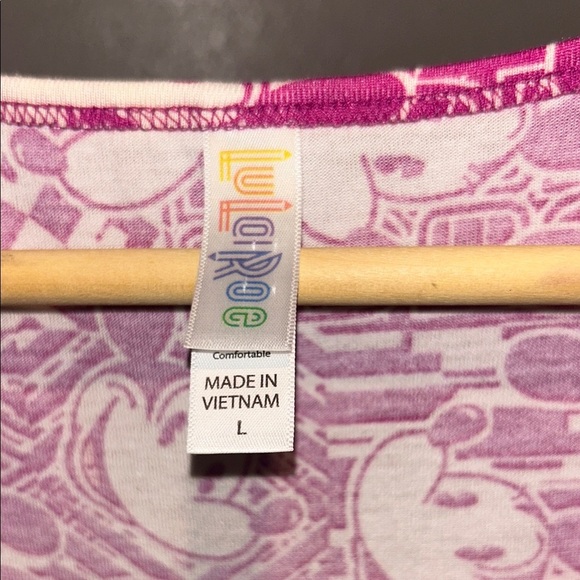 LuLaRoe
Comfortable
MADE IN
VIETNAM
L